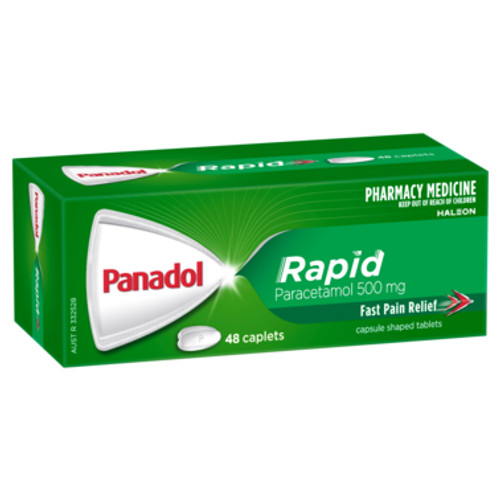 Rapid
48 caplets
PHARMACY MEDICINE
KEEP OUT OF REACH OF CHILDREN
HALEON
Panadol
Rapid
Paracetamol 500 mg
Fast Pain Relief
capsule shaped tablets
48 caplets
Panadol
Rapid
AUST R 332528